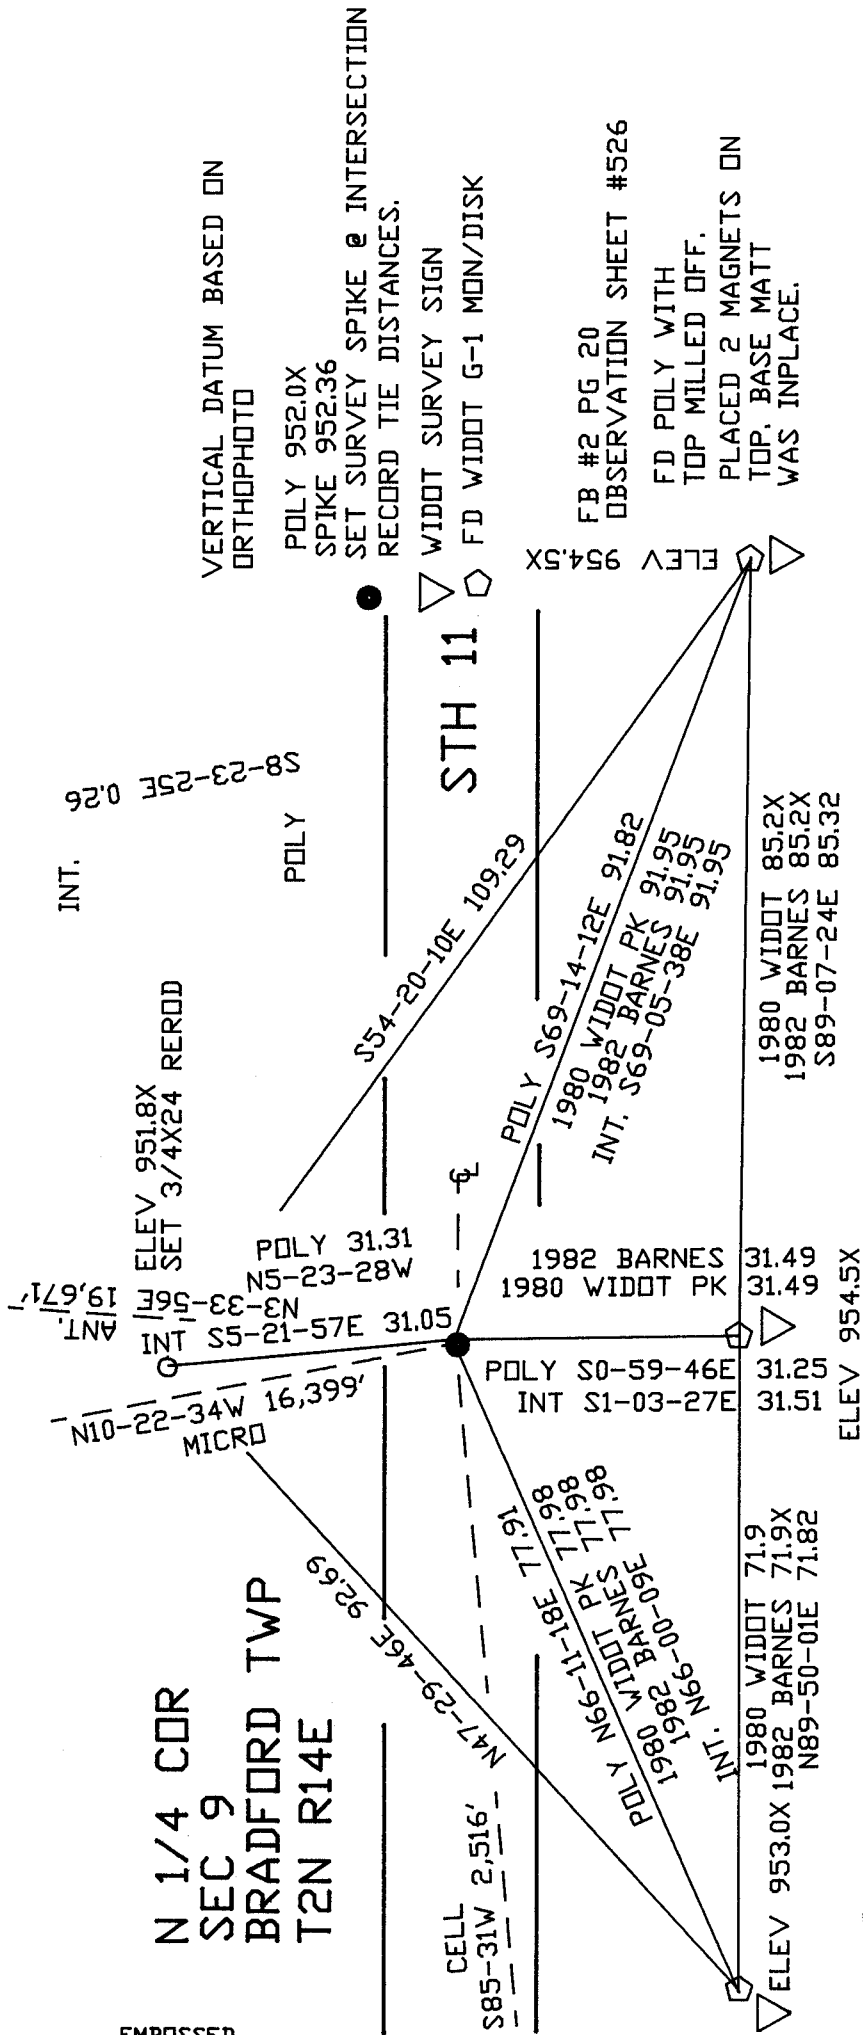 N 1/4 COR
SEC 9
BRADFORD TWP
T2N R14E
EMBOSSED
VERTICAL DATUM BASED ON
ORTHOPHOTO
POLY 952.0X
SPIKE 952.36
SET SURVEY SPIKE @ INTERSECTION
RECORD TIE DISTANCES.
WIDOT SURVEY SIGN
FD WIDOT G-1 MON/DISK
FB #2 PG 20
OBSERVATION SHEET #526
FD POLY WITH
TOP MILLED OFF.
PLACED 2 MAGNETS ON
TOP. BASE MATT
WAS INPLACE.
INT.
S8-23-25E 0.26
POLY
STH 11
ELEV 954.5X
ELEV 951.8X
SET 3/4X24 REROD
ANT. 19,671'
N3-33-56E
POLY 31.31
N5-23-28W
INT S5-21-57E 31.05
N10-22-34W 16,399'
MICRO
S54-20-10E 109.29
N47-29-46E 92.69
CELL
S85-31W 2,516'
POLY S69-14-12E 91.82
1980 WIDOT PK 91.95
1982 BARNES 91.95
INT. S69-05-38E 91.95
1982 BARNES 31.49
1980 WIDOT PK 31.49
POLY S0-59-46E 31.25
INT S1-03-27E 31.51
ELEV 954.5X
POLY N66-11-18E 77.91
1980 WIDOT PK 77.98
1982 BARNES 77.98
INT. N66-00-09E 77.98
1980 WIDOT 71.9
1982 BARNES 71.9X
N89-50-01E 71.82
ELEV 953.0X
1980 WIDOT 85.2X
1982 BARNES 85.2X
S89-07-24E 85.32